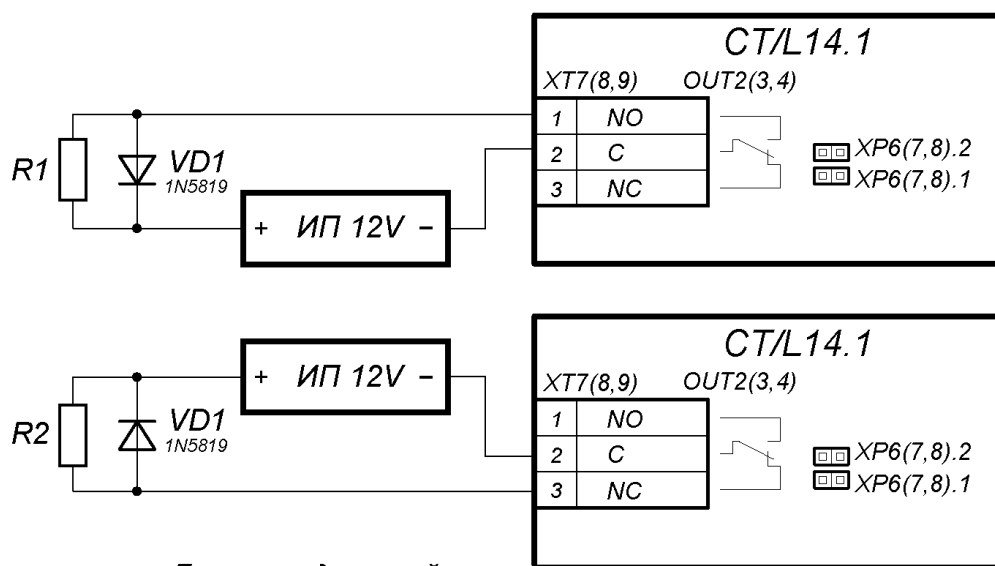 CT/L14.1
XT7(8,9) OUT2(3,4)
1 NO
2 C
3 NC
XP6(7,8).2
XP6(7,8).1
R1
VD1
1N5819
+ ИП 12V −
CT/L14.1
XT7(8,9) OUT2(3,4)
1 NO
2 C
3 NC
XP6(7,8).2
XP6(7,8).1
+ ИП 12V −
R2
VD1
1N5819